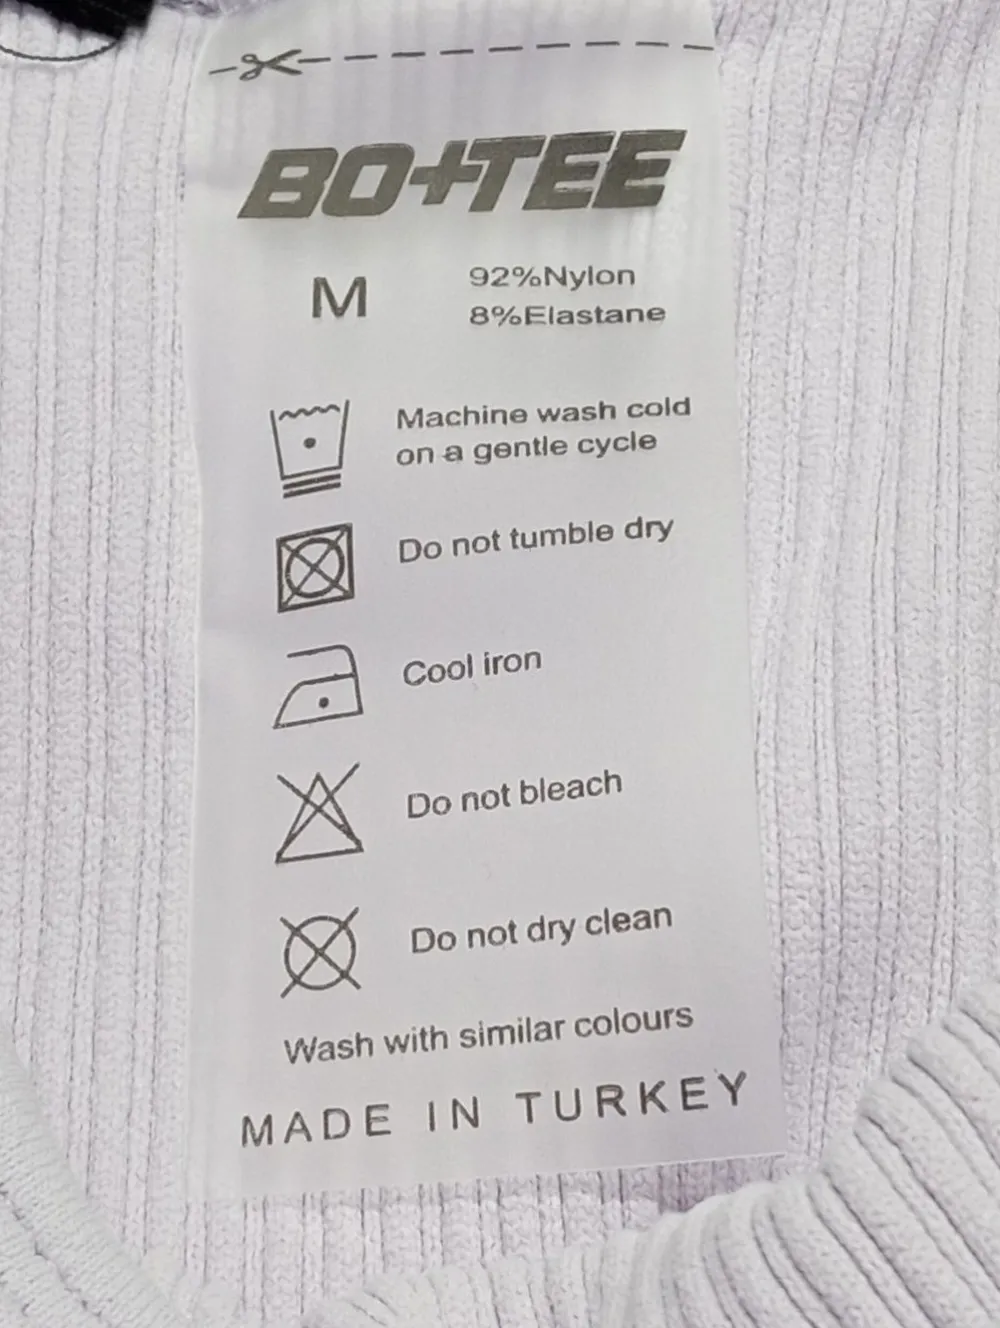 BO+TEE
M
92%Nylon
8%Elastane
Machine wash cold
on a gentle cycle
Do not tumble dry
Cool iron
Do not bleach
Do not dry clean
Wash with similar colours
MADE IN TURKEY